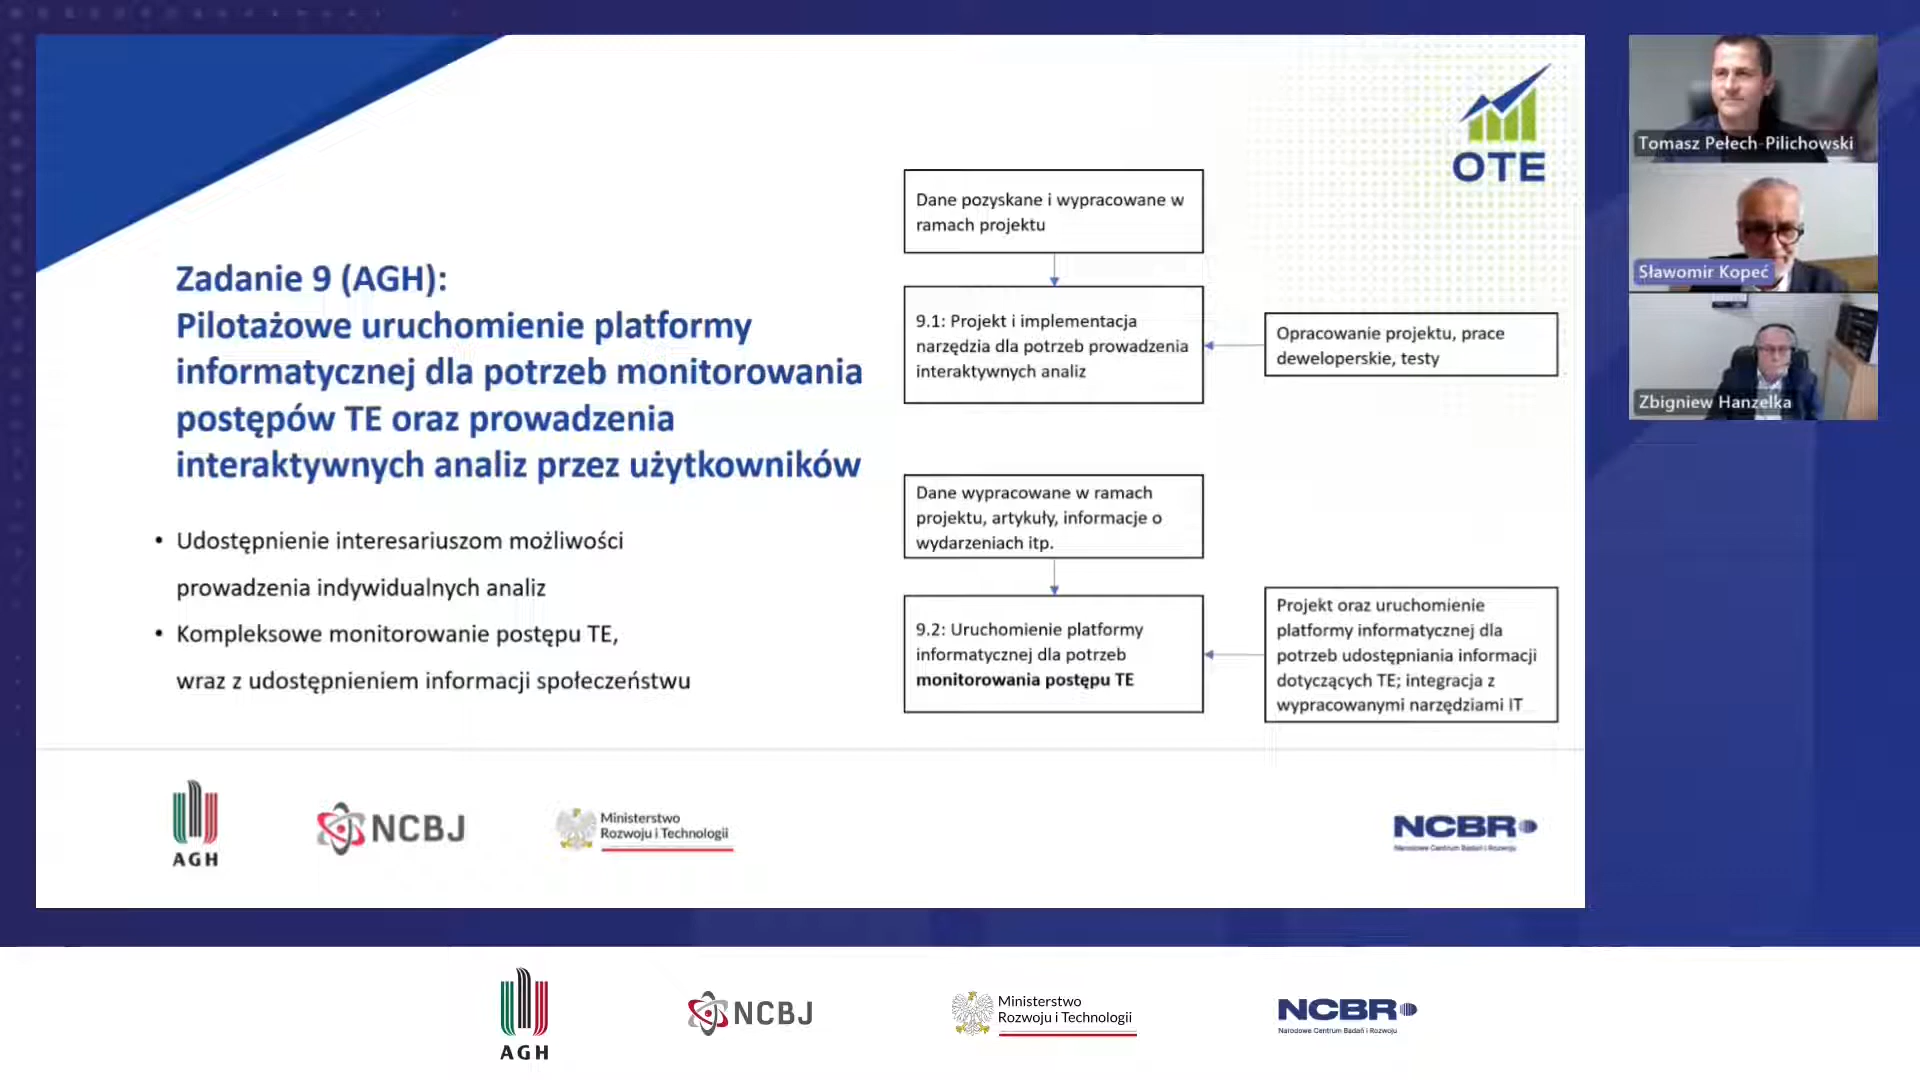 Zadanie 9 (AGH):
Pilotażowe uruchomienie platformy
informatycznej dla potrzeb monitorowania
postępów TE oraz prowadzenia
interaktywnych analiz przez użytkowników
• Udostępnienie interesariuszom możliwości
prowadzenia indywidualnych analiz
• Kompleksowe monitorowanie postępu TE,
wraz z udostępnieniem informacji społeczeństwu
Dane pozyskane i wypracowane w
ramach projektu
9.1: Projekt i implementacja
narzędzia dla potrzeb prowadzenia
interaktywnych analiz
Opracowanie projektu, prace
deweloperskie, testy
Dane wypracowane w ramach
projektu, artykuły, informacje o
wydarzeniach itp.
9.2: Uruchomienie platformy
informatycznej dla potrzeb
monitorowania postępu TE
Projekt oraz uruchomienie
platformy informatycznej dla
potrzeb udostępniania informacji
dotyczących TE; integracja z
wypracowanymi narzędziami IT
OTE
Tomasz Pełech-Pilichowski
Sławomir Kopeć
Zbigniew Hanzelka
AGH
NCBJ
Ministerstwo
Rozwoju i Technologii
NCBR
Narodowe Centrum Badań i Rozwoju
AGH
NCBJ
Ministerstwo
Rozwoju i Technologii
NCBR
Narodowe Centrum Badań i Rozwoju